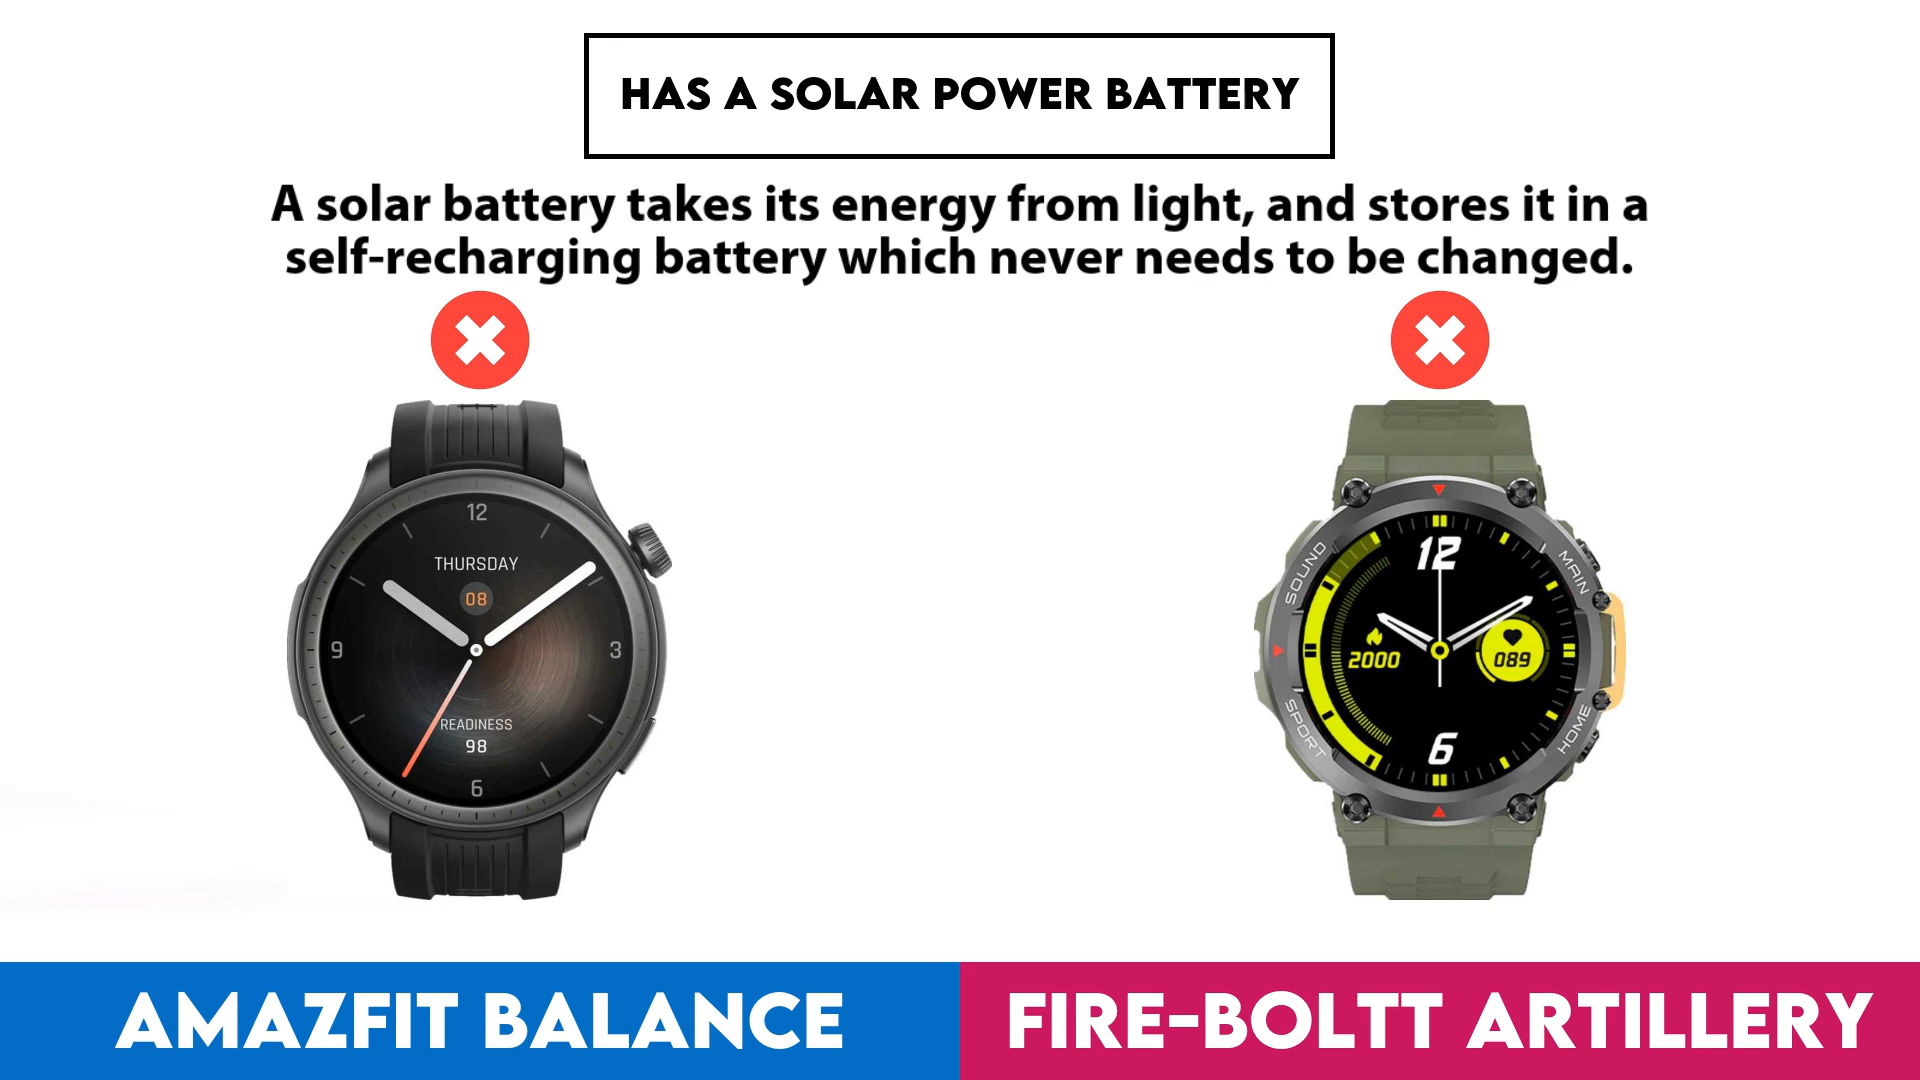 HAS A SOLAR POWER BATTERY
A solar battery takes its energy from light, and stores it in a
self-recharging battery which never needs to be changed.
12
THURSDAY
08
9
3
READINESS
98
6
SOUND
MAIN
12
2000
089
SPORT
HOME
6
AMAZFIT BALANCE
FIRE-BOLTT ARTILLERY